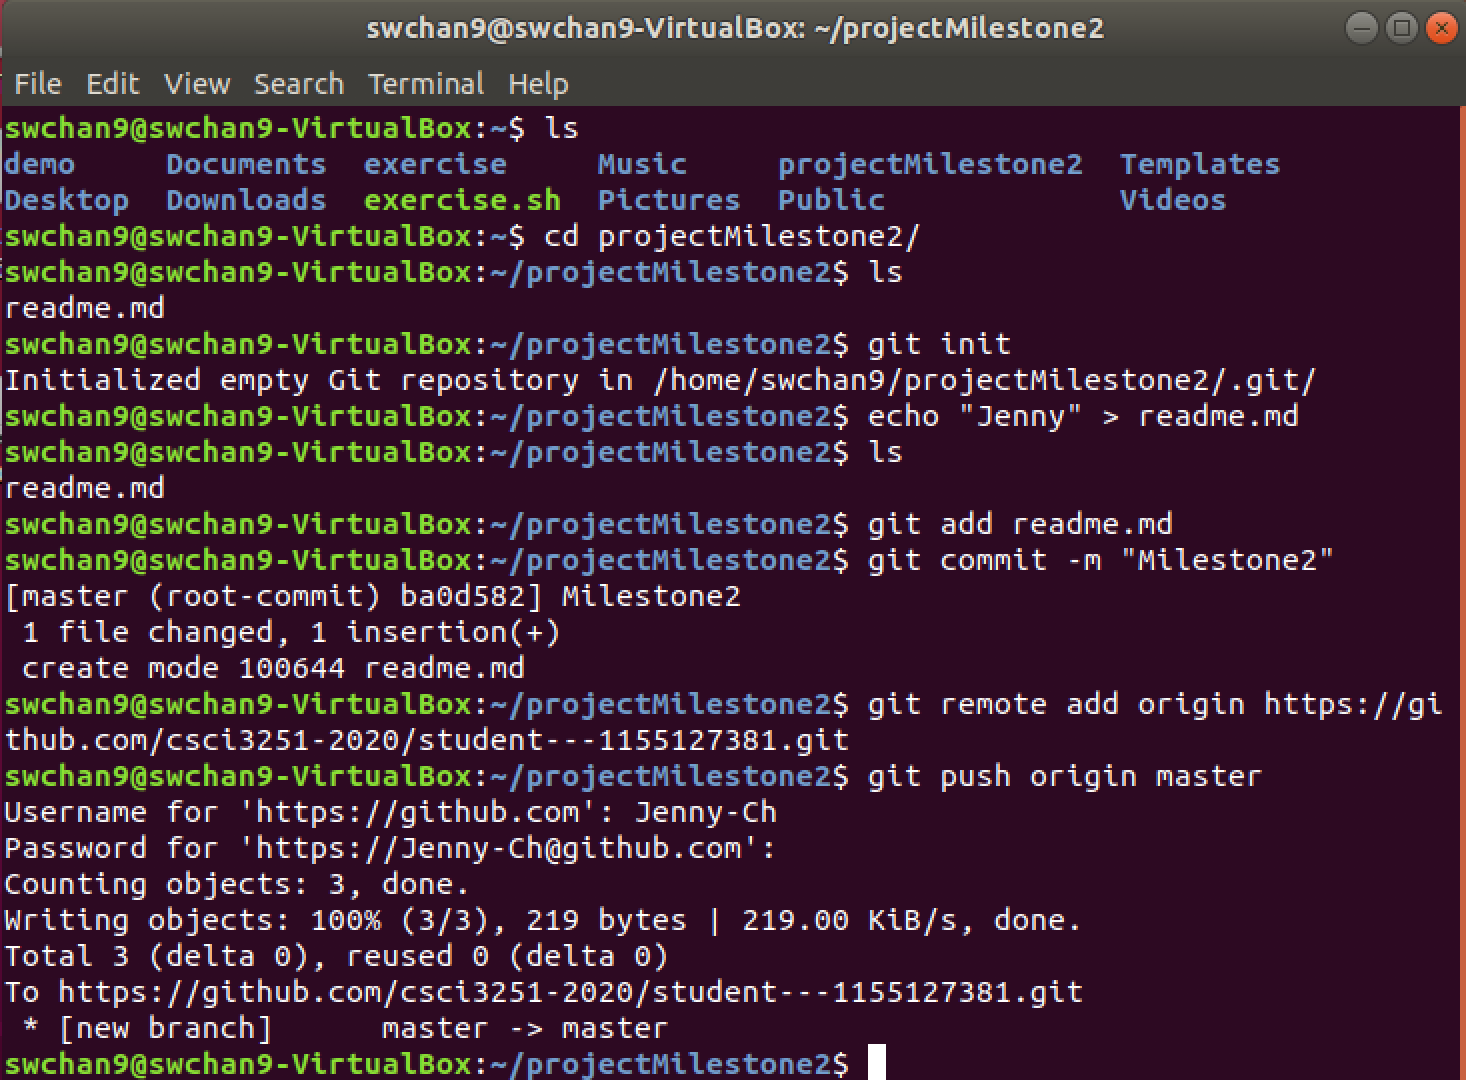 swchan9@swchan9-VirtualBox: ~/projectMilestone2
File Edit View Search Terminal Help
swchan9@swchan9-VirtualBox:~$ ls
demo Documents exercise Music projectMilestone2 Templates
Desktop Downloads exercise.sh Pictures Public Videos
swchan9@swchan9-VirtualBox:~$ cd projectMilestone2/
swchan9@swchan9-VirtualBox:~/projectMilestone2$ ls
readme.md
swchan9@swchan9-VirtualBox:~/projectMilestone2$ git init
Initialized empty Git repository in /home/swchan9/projectMilestone2/.git/
swchan9@swchan9-VirtualBox:~/projectMilestone2$ echo "Jenny" > readme.md
swchan9@swchan9-VirtualBox:~/projectMilestone2$ ls
readme.md
swchan9@swchan9-VirtualBox:~/projectMilestone2$ git add readme.md
swchan9@swchan9-VirtualBox:~/projectMilestone2$ git commit -m "Milestone2"
[master (root-commit) ba0d582] Milestone2
 1 file changed, 1 insertion(+)
 create mode 100644 readme.md
swchan9@swchan9-VirtualBox:~/projectMilestone2$ git remote add origin https://gi
thub.com/csci3251-2020/student---1155127381.git
swchan9@swchan9-VirtualBox:~/projectMilestone2$ git push origin master
Username for 'https://github.com': Jenny-Ch
Password for 'https://Jenny-Ch@github.com':
Counting objects: 3, done.
Writing objects: 100% (3/3), 219 bytes | 219.00 KiB/s, done.
Total 3 (delta 0), reused 0 (delta 0)
To https://github.com/csci3251-2020/student---1155127381.git
 * [new branch]      master -> master
swchan9@swchan9-VirtualBox:~/projectMilestone2$